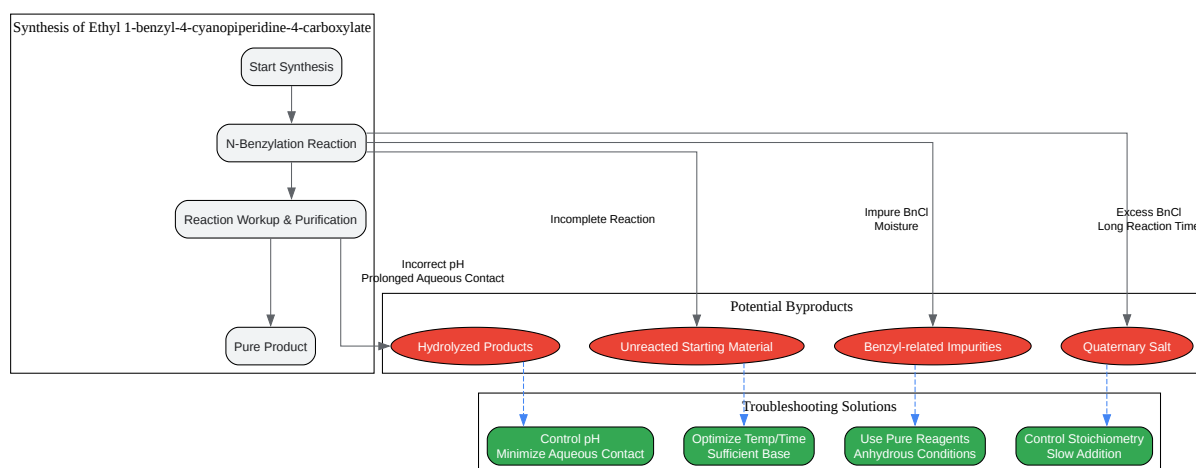 Synthesis of Ethyl 1-benzyl-4-cyanopiperidine-4-carboxylate
Start Synthesis
N-Benzylation Reaction
Reaction Workup & Purification
Incomplete Reaction
Impure BnCl
Moisture
Excess BnCl
Long Reaction Time
Incorrect pH
Prolonged Aqueous Contact
Pure Product
Potential Byproducts
Hydrolyzed Products
Unreacted Starting Material
Benzyl-related Impurities
Quaternary Salt
Troubleshooting Solutions
Control pH
Minimize Aqueous Contact
Optimize Temp/Time
Sufficient Base
Use Pure Reagents
Anhydrous Conditions
Control Stoichiometry
Slow Addition